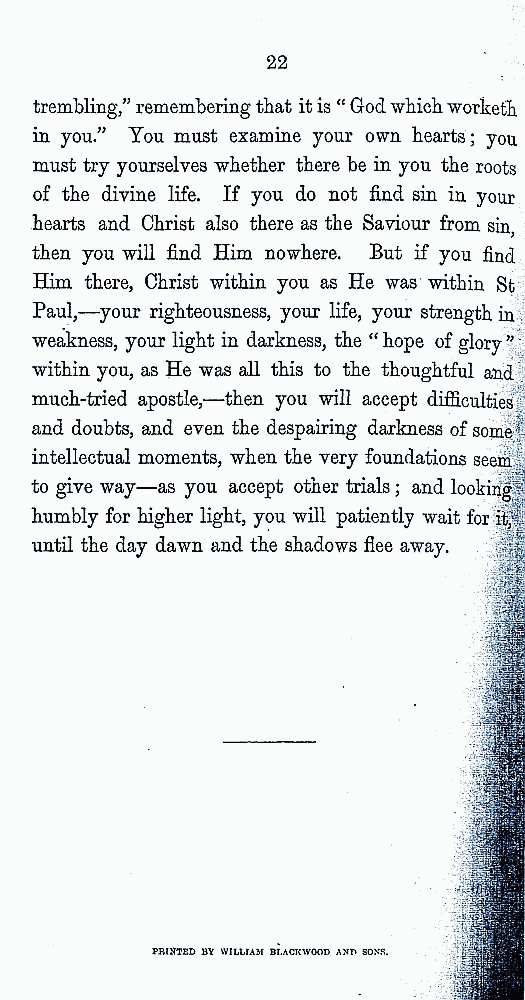 22
trembling,” remembering that it is “God which worketh
in you.” You must examine your own hearts; you
must try yourselves whether there be in you the roots
of the divine life. If you do not find sin in your
hearts and Christ also there as the Saviour from sin,
then you will find Him nowhere. But if you find
Him there, Christ within you as He was within St
Paul,—your righteousness, your life, your strength in
weakness, your light in darkness, the “hope of glory”
within you, as He was all this to the thoughtful and
much-tried apostle,—then you will accept difficulties
and doubts, and even the despairing darkness of some
intellectual moments, when the very foundations seem
to give way—as you accept other trials; and looking
humbly for higher light, you will patiently wait for it,
until the day dawn and the shadows flee away.
PRINTED BY WILLIAM BLACKWOOD AND SONS.